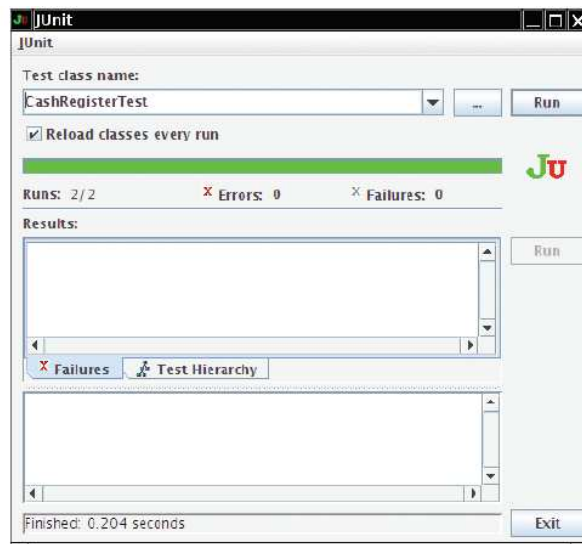 JU JUnit
JUnit
Test class name:
CashRegisterTest
... Run
Reload classes every run
JU
Runs: 2/2 X Errors: 0 X Failures: 0
Results:
Run
X Failures Test Hierarchy
Finished: 0.204 seconds
Exit